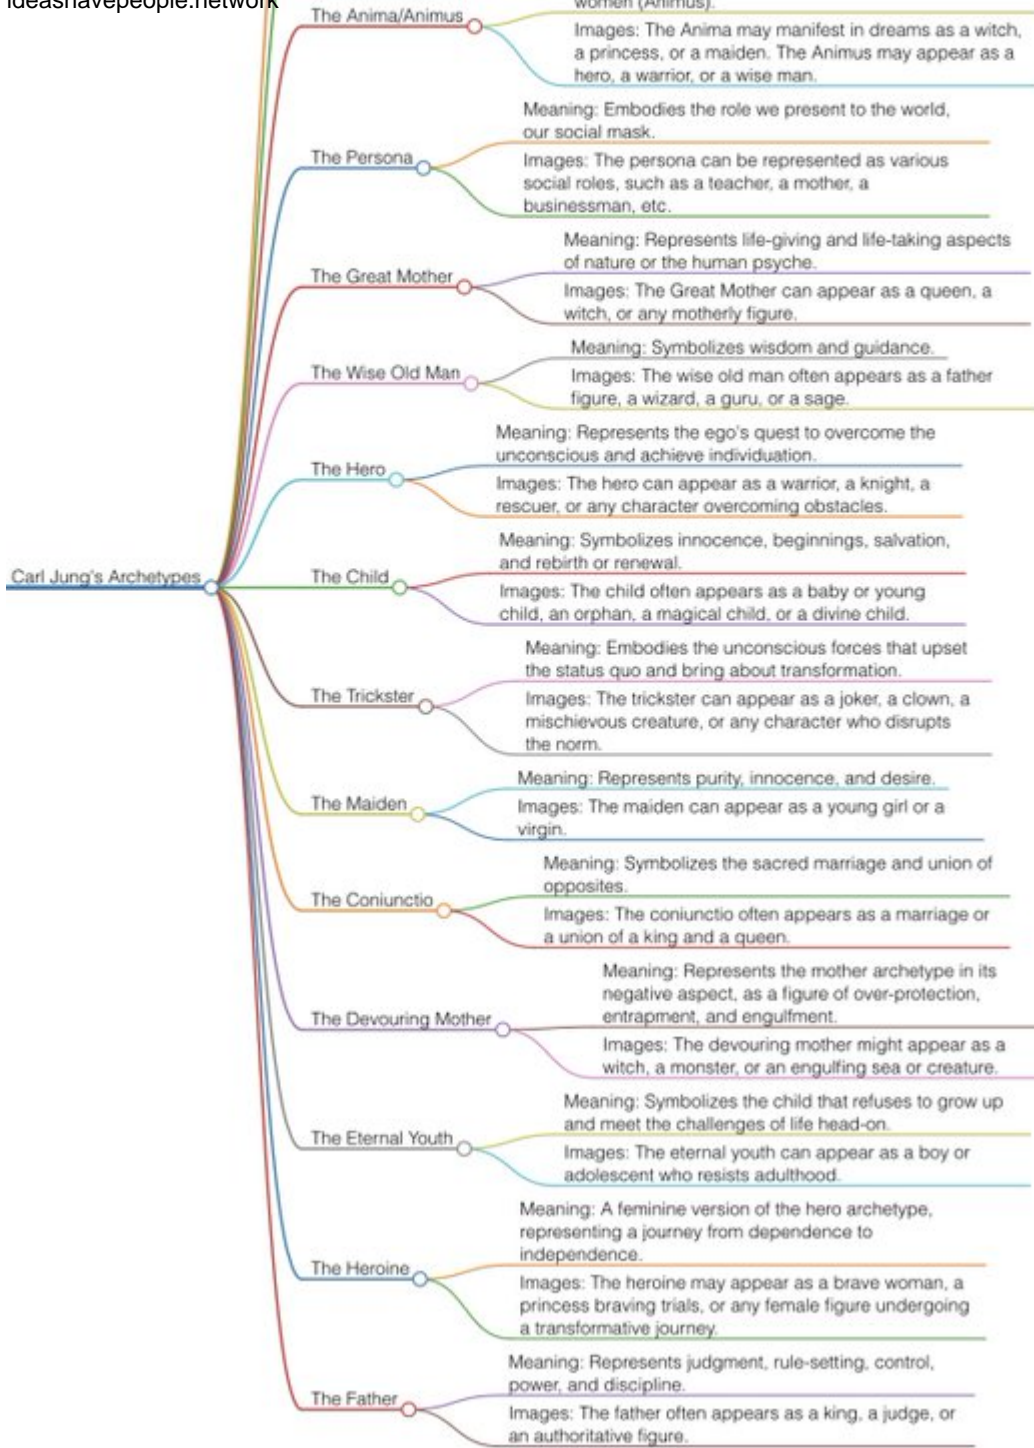 ideashavepeople.network
women (Animus).
The Anima/Animus
Images: The Anima may manifest in dreams as a witch,
a princess, or a maiden. The Animus may appear as a
hero, a warrior, or a wise man.
Meaning: Embodies the role we present to the world,
our social mask.
The Persona
Images: The persona can be represented as various
social roles, such as a teacher, a mother, a
businessman, etc.
Meaning: Represents life-giving and life-taking aspects
of nature or the human psyche.
The Great Mother
Images: The Great Mother can appear as a queen, a
witch, or any motherly figure.
Meaning: Symbolizes wisdom and guidance.
The Wise Old Man
Images: The wise old man often appears as a father
figure, a wizard, a guru, or a sage.
Meaning: Represents the ego's quest to overcome the
unconscious and achieve individuation.
The Hero
Images: The hero can appear as a warrior, a knight, a
rescuer, or any character overcoming obstacles.
Meaning: Symbolizes innocence, beginnings, salvation,
and rebirth or renewal.
Carl Jung's Archetypes
The Child
Images: The child often appears as a baby or young
child, an orphan, a magical child, or a divine child.
Meaning: Embodies the unconscious forces that upset
the status quo and bring about transformation.
The Trickster
Images: The trickster can appear as a joker, a clown, a
mischievous creature, or any character who disrupts
the norm.
Meaning: Represents purity, innocence, and desire.
The Maiden
Images: The maiden can appear as a young girl or a
virgin.
Meaning: Symbolizes the sacred marriage and union of
opposites.
The Coniunctio
Images: The coniunctio often appears as a marriage or
a union of a king and a queen.
Meaning: Represents the mother archetype in its
negative aspect, as a figure of over-protection,
entrapment, and engulfment.
The Devouring Mother
Images: The devouring mother might appear as a
witch, a monster, or an engulfing sea or creature.
Meaning: Symbolizes the child that refuses to grow up
and meet the challenges of life head-on.
The Eternal Youth
Images: The eternal youth can appear as a boy or
adolescent who resists adulthood.
Meaning: A feminine version of the hero archetype,
representing a journey from dependence to
independence.
The Heroine
Images: The heroine may appear as a brave woman, a
princess braving trials, or any female figure undergoing
a transformative journey.
Meaning: Represents judgment, rule-setting, control,
power, and discipline.
The Father
Images: The father often appears as a king, a judge, or
an authoritative figure.